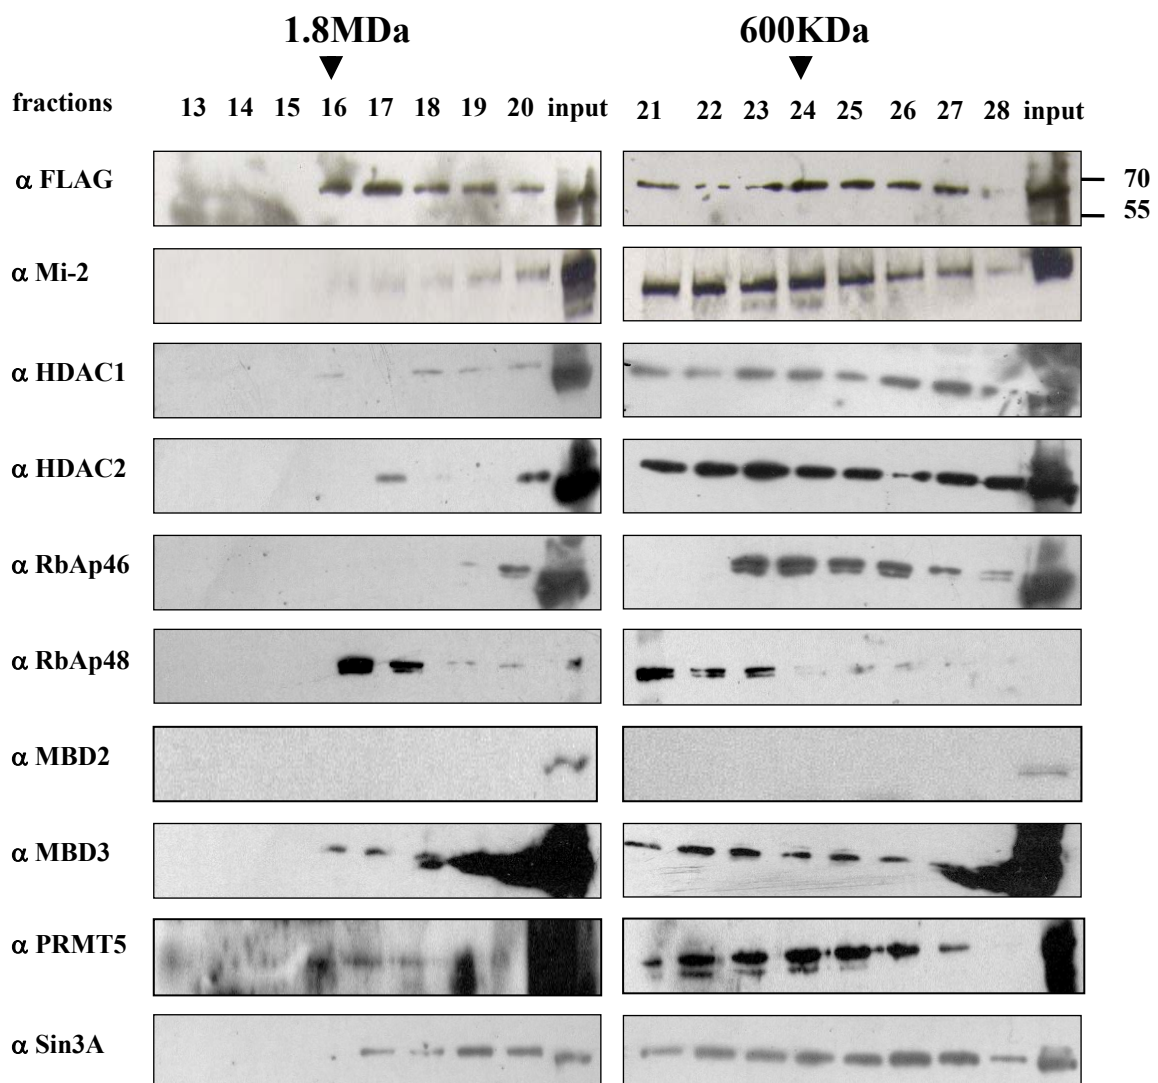 1.8MDa 600KDa
fractions 13 14 15 16 17 18 19 20 input 21 22 23 24 25 26 27 28 input
α FLAG 70
55
α Mi-2
α HDAC1
α HDAC2
α RbAp46
α RbAp48
α MBD2
α MBD3
α PRMT5
α Sin3A